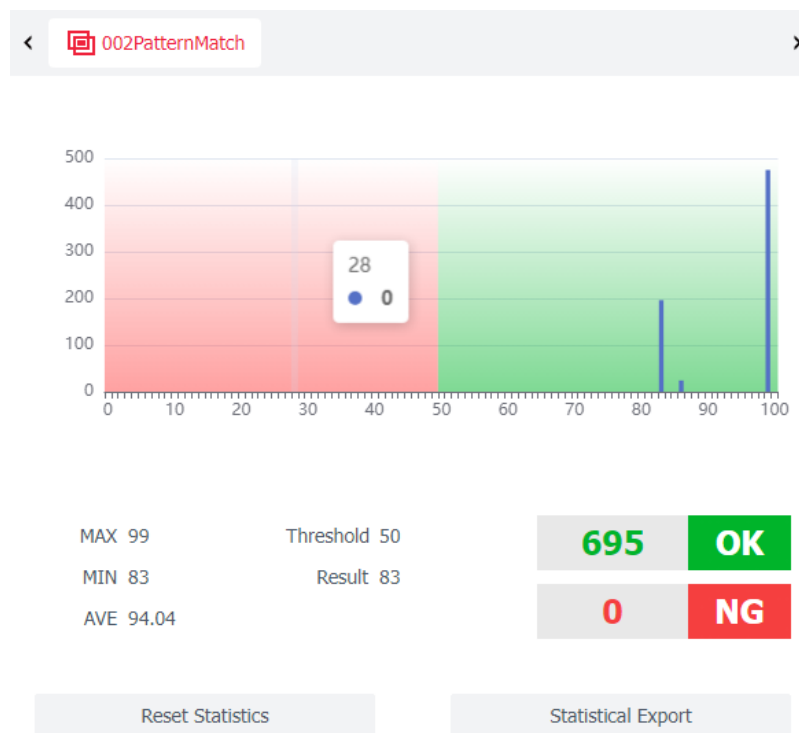 002PatternMatch
500
400
300
200
100
0
28
0
0 10 20 30 40 50 60 70 80 90 100
MAX 99
MIN 83
AVE 94.04
Threshold 50
Result 83
695 OK
0 NG
Reset Statistics
Statistical Export